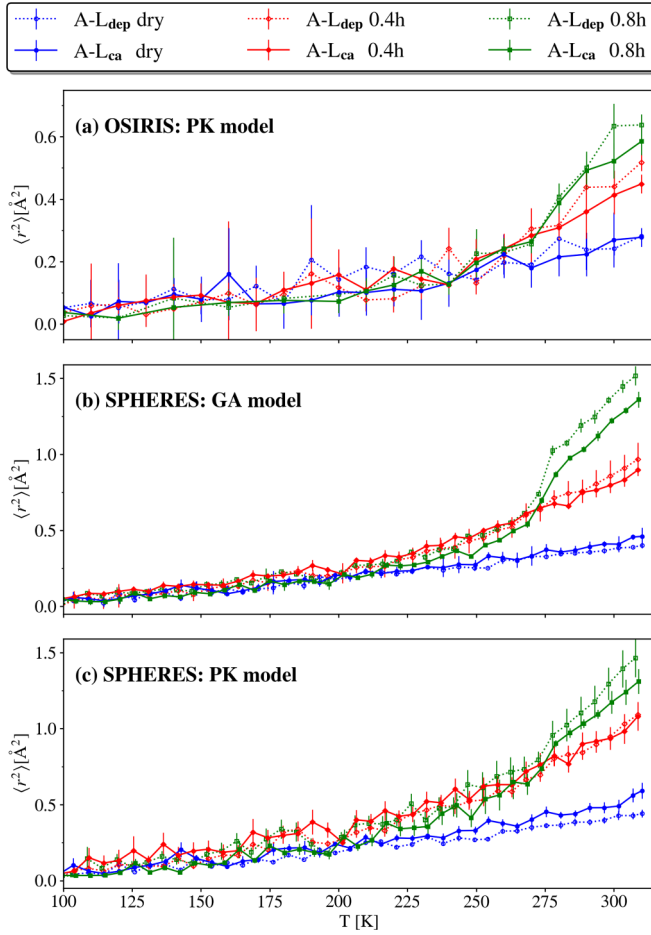 A-L_dep dry A-L_dep 0.4h A-L_dep 0.8h
A-L_ca dry A-L_ca 0.4h A-L_ca 0.8h
(a) OSIRIS: PK model
0.6
0.4
0.2
0.0
⟨r²⟩[Å²]
(b) SPHERES: GA model
1.5
1.0
0.5
0.0
⟨r²⟩[Å²]
(c) SPHERES: PK model
1.5
1.0
0.5
0.0
⟨r²⟩[Å²]
100 125 150 175 200 225 250 275 300
T [K]